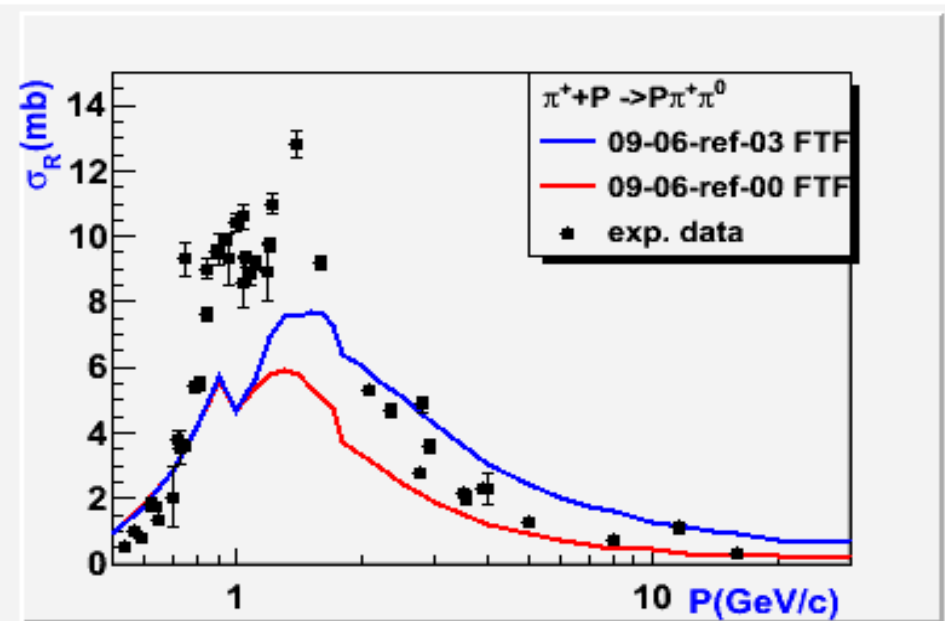 σR(mb)
14
12
10
8
6
4
2
0
π⁺+P ->Pπ⁺π⁰
09-06-ref-03 FTF
09-06-ref-00 FTF
exp. data
1
10
P(GeV/c)